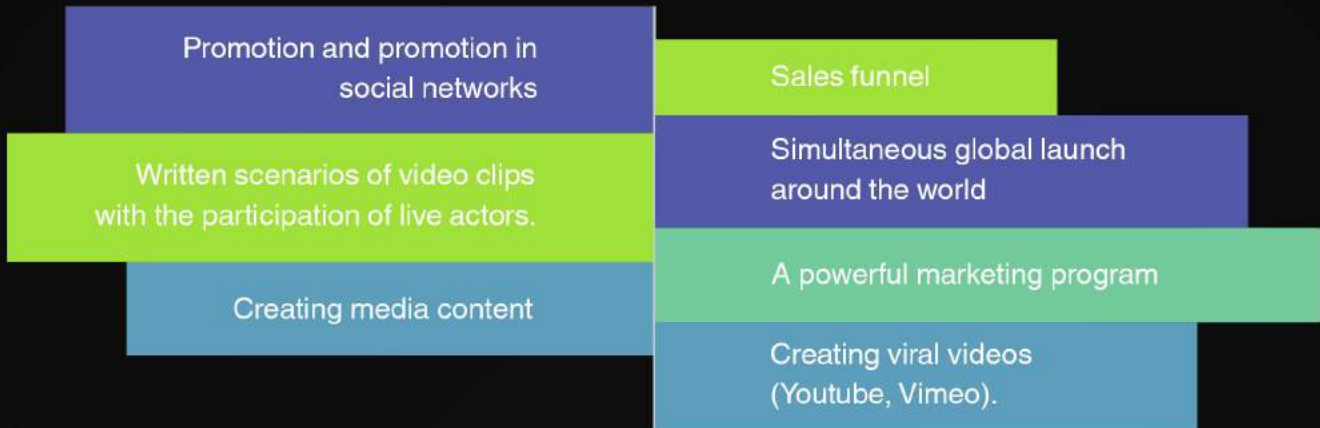 Promotion and promotion in
social networks
Written scenarios of video clips
with the participation of live actors.
Creating media content
Sales funnel
Simultaneous global launch
around the world
A powerful marketing program
Creating viral videos
(Youtube, Vimeo).